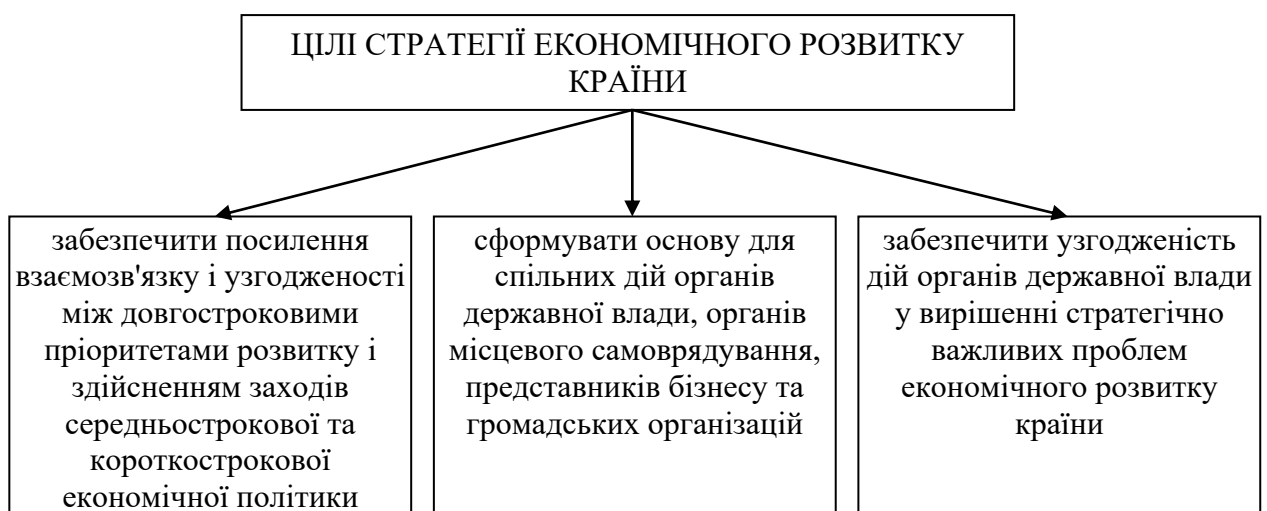 ЦІЛІ СТРАТЕГІЇ ЕКОНОМІЧНОГО РОЗВИТКУ
КРАЇНИ
забезпечити посилення
взаємозв'язку і узгодженості
між довгостроковими
пріоритетами розвитку і
здійсненням заходів
середньострокової та
короткострокової
економічної політики
сформувати основу для
спільних дій органів
державної влади, органів
місцевого самоврядування,
представників бізнесу та
громадських організацій
забезпечити узгодженість
дій органів державної влади
у вирішенні стратегічно
важливих проблем
економічного розвитку
країни